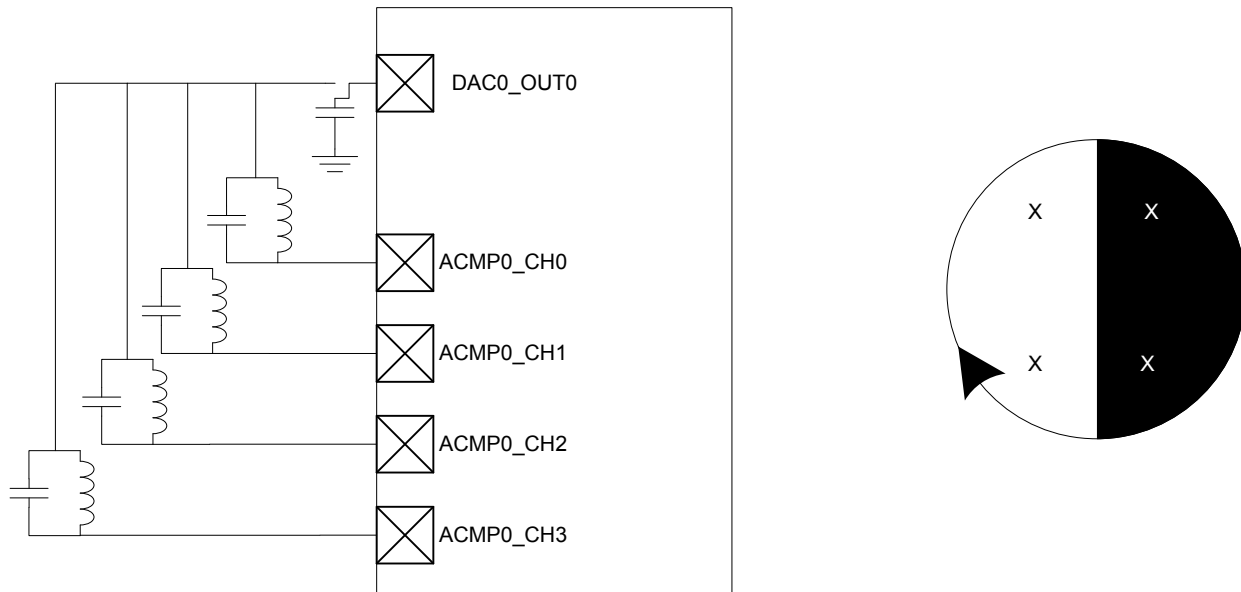 DAC0_OUT0
X X
ACMP0_CH0
ACMP0_CH1
X X
ACMP0_CH2
ACMP0_CH3